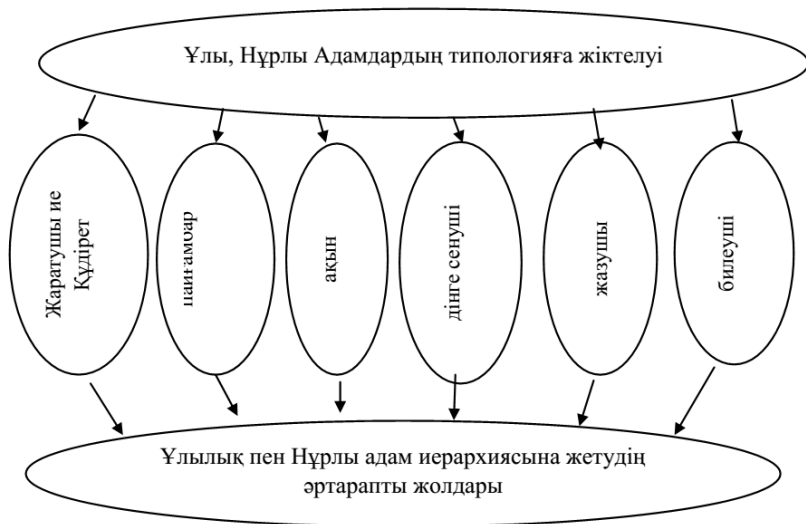 Ұлы, Нұрлы Адамдардың типологияға жіктелуі
Жаратушы ие
Құдірет
пайғамбар
ақын
дінге сенуші
жазушы
билеуші
Ұлылық пен Нұрлы адам иерархиясына жетудің
әртарапты жолдары